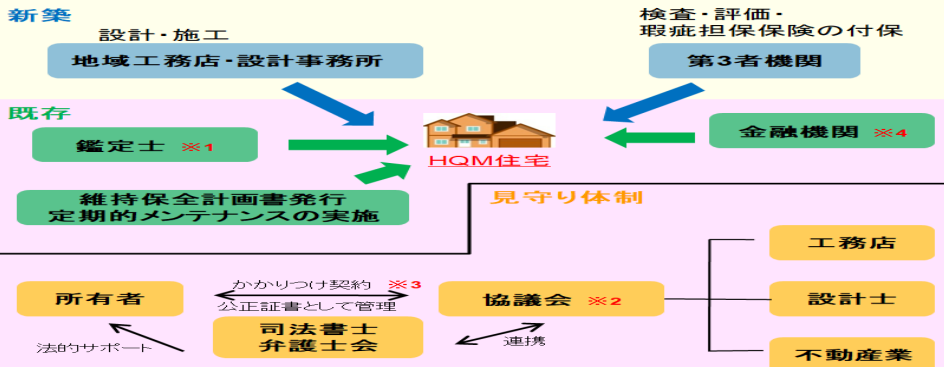 新築
設計・施工
地域工務店・設計事務所
検査・評価・
瑕疵担保保険の付保
第3者機関
既存
鑑定士 ※1
HQM住宅
金融機関 ※4
維持保全計画書発行
定期的メンテナンスの実施
見守り体制
工務店
所有者
かかりつけ契約 ※3
公正証書として管理
協議会 ※2
設計士
司法書士
弁護士会
法的サポート
連携
不動産業